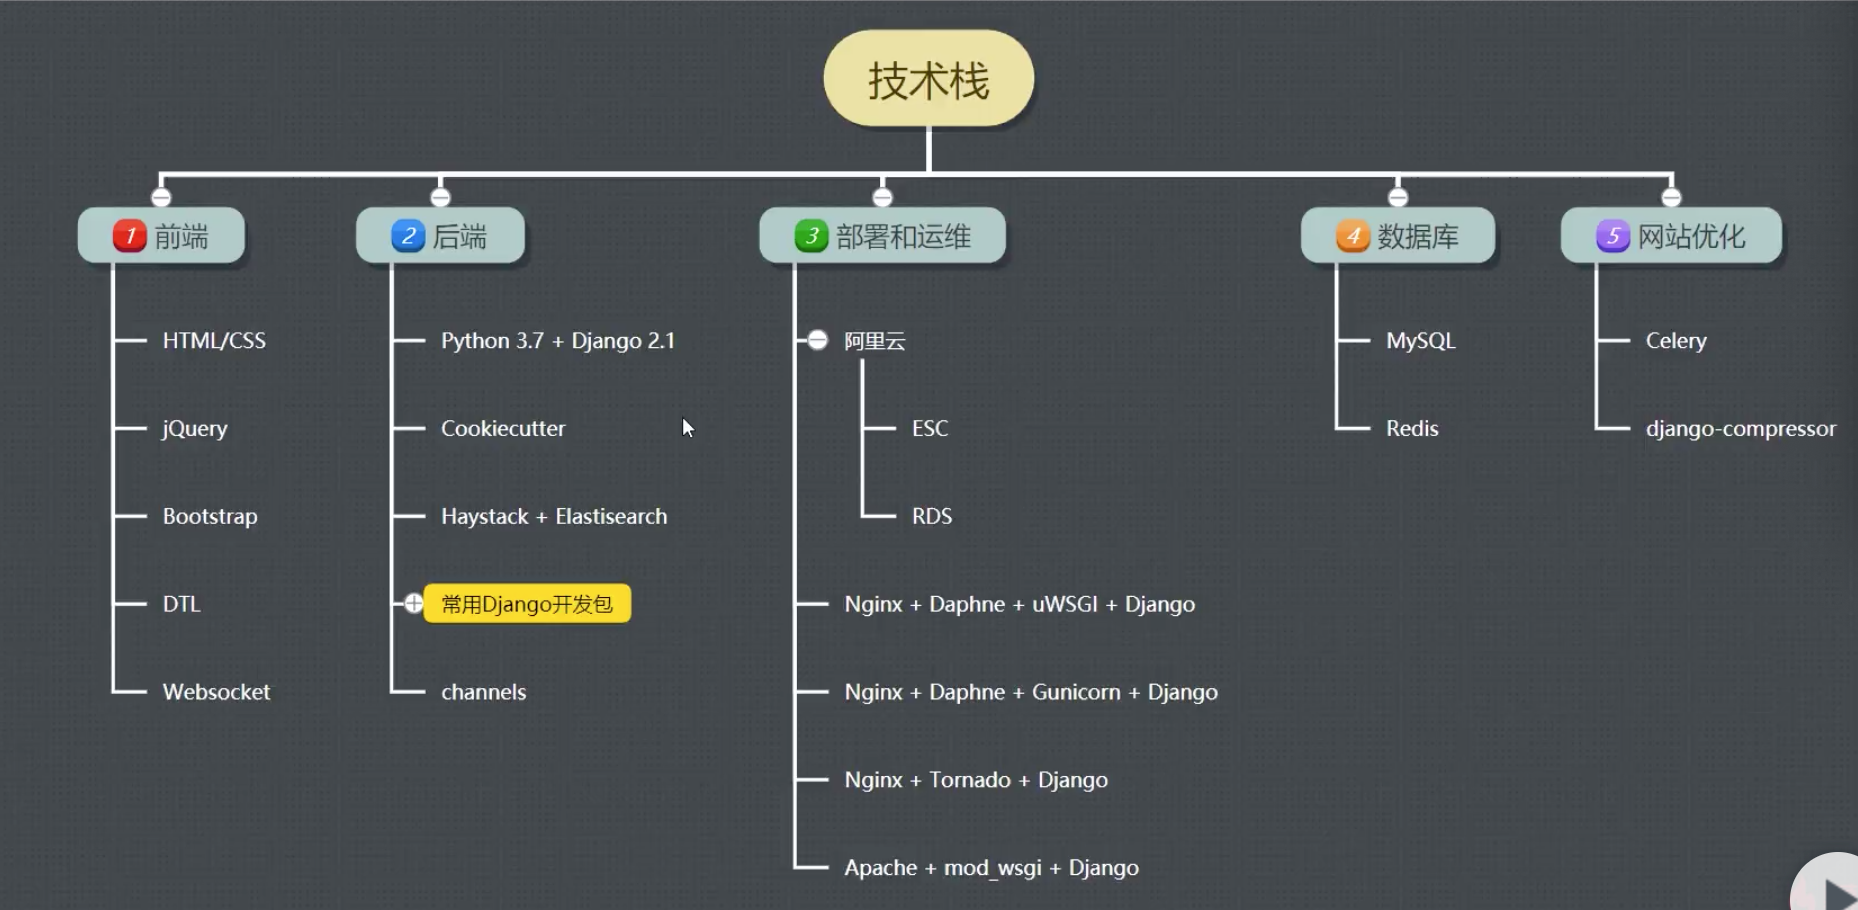 技术栈
1 前端
HTML/CSS
jQuery
Bootstrap
DTL
Websocket
2 后端
Python 3.7 + Django 2.1
Cookiecutter
Haystack + Elastisearch
常用Django开发包
channels
3 部署和运维
阿里云
ESC
RDS
Nginx + Daphne + uWSGI + Django
Nginx + Daphne + Gunicorn + Django
Nginx + Tornado + Django
Apache + mod_wsgi + Django
4 数据库
MySQL
Redis
5 网站优化
Celery
django-compressor